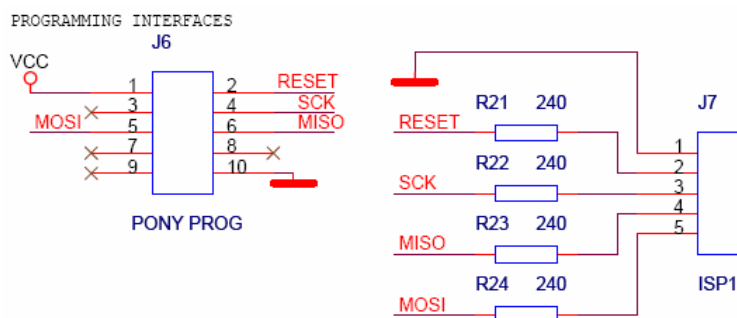 PROGRAMMING INTERFACES
J6
VCC
1 2 RESET
3 4 SCK
MOSI 5 6 MISO
7 8
9 10
PONY PROG
R21 240 J7
RESET
1
R22 240 2
SCK 3
R23 240 4
MISO 5
R24 240 ISP1
MOSI